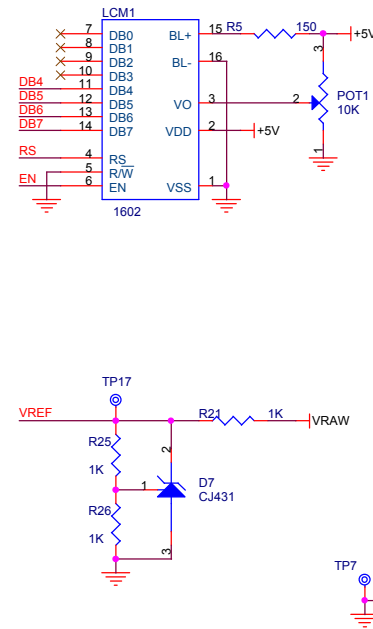 LCM1
7 DB0 BL+ 15 R5 150 +5V
8 DB1
9 DB2 BL- 16 3
10 DB3
DB4 11 DB4 POT1
DB5 12 DB5 VO 3 2 10K
DB6 13 DB6
DB7 14 DB7 VDD 2 +5V
RS 4 RS 1
5 R/W
EN 6 EN VSS 1
1602
TP17
VREF R21 1K VRAW
R25 2
1K
1 D7
CJ431
R26
1K
3
TP7